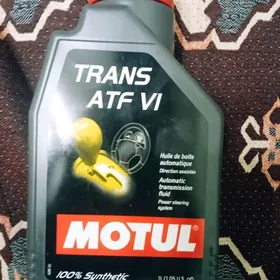 TRANS
ATF VI
Huile de boîte
automatique
Direction assistée
Automatic
transmission
fluid
Power steering
system
MOTUL
100% Synthetic